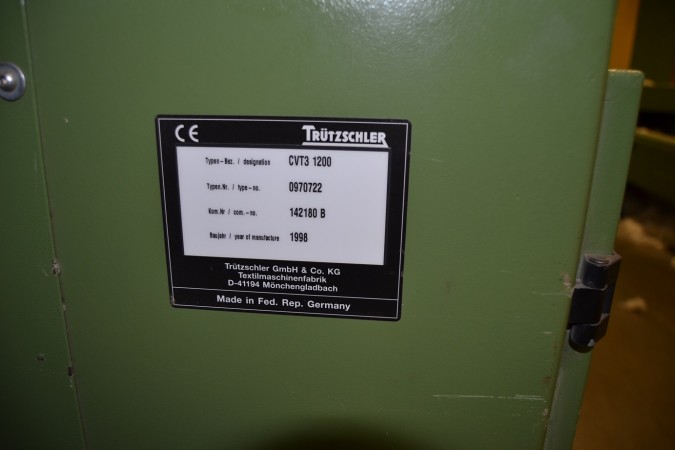 CE TRÜTZSCHLER
Typen-Bez. / designation CVT3 1200
Typen.Nr. / type-no. 0970722
Kom.Nr / com.-no. 142180 B
Baujahr / year of manufacture 1998
Trützschler GmbH & Co. KG
Textilmaschinenfabrik
D-41194 Mönchengladbach
Made in Fed. Rep. Germany